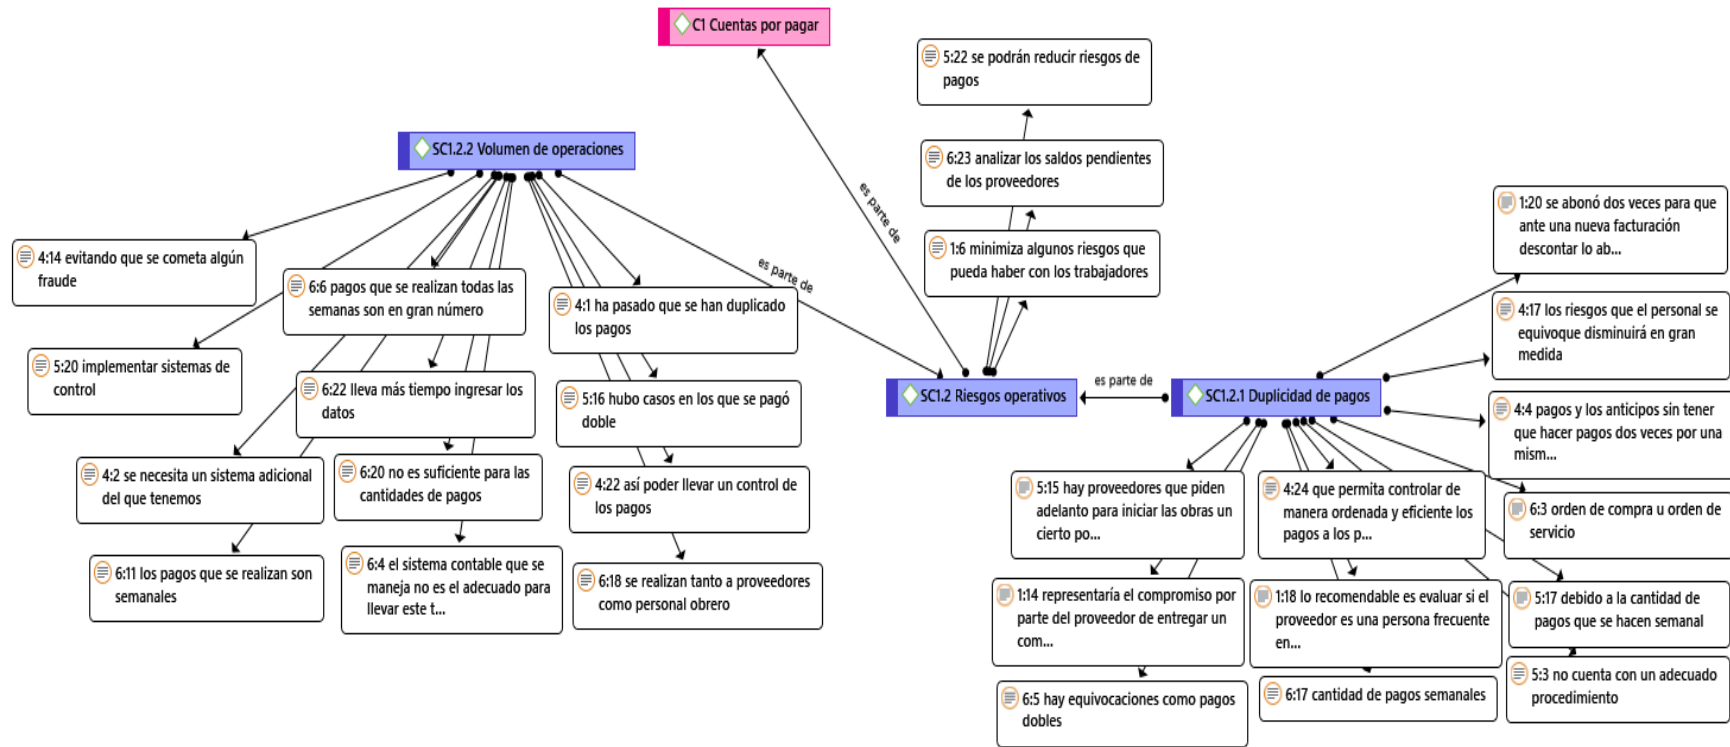 C1 Cuentas por pagar
5:22 se podrán reducir riesgos de
pagos
SC1.2.2 Volumen de operaciones
6:23 analizar los saldos pendientes
de los proveedores
es parte de
1:20 se abonó dos veces para que
ante una nueva facturación
descontar lo ab...
4:14 evitando que se cometa algún
fraude
1:6 minimiza algunos riesgos que
pueda haber con los trabajadores
es parte de
6:6 pagos que se realizan todas las
semanas son en gran número
4:1 ha pasado que se han duplicado
los pagos
4:17 los riesgos que el personal se
equivoque disminuirá en gran
medida
5:20 implementar sistemas de
control
6:22 lleva más tiempo ingresar los
datos
5:16 hubo casos en los que se pagó
doble
SC1.2 Riesgos operativos
es parte de
SC1.2.1 Duplicidad de pagos
4:4 pagos y los anticipos sin tener
que hacer pagos dos veces por una
mism...
4:2 se necesita un sistema adicional
del que tenemos
6:20 no es suficiente para las
cantidades de pagos
4:22 así poder llevar un control de
los pagos
5:15 hay proveedores que piden
adelanto para iniciar las obras un
cierto po...
4:24 que permita controlar de
manera ordenada y eficiente los
pagos a los p...
6:3 orden de compra u orden de
servicio
6:11 los pagos que se realizan son
semanales
6:4 el sistema contable que se
maneja no es el adecuado para
llevar este t...
6:18 se realizan tanto a proveedores
como personal obrero
1:14 representaría el compromiso por
parte del proveedor de entregar un
com...
1:18 lo recomendable es evaluar si el
proveedor es una persona frecuente
en...
5:17 debido a la cantidad de
pagos que se hacen semanal
6:5 hay equivocaciones como pagos
dobles
6:17 cantidad de pagos semanales
5:3 no cuenta con un adecuado
procedimiento